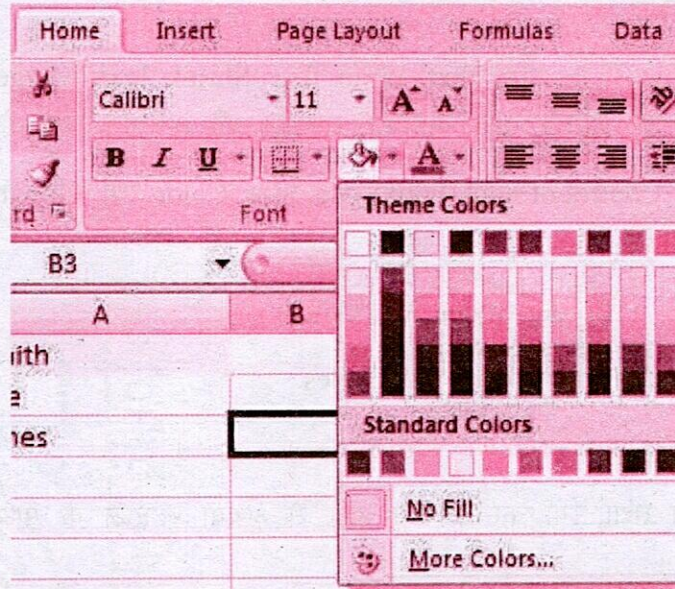 Home Insert Page Layout Formulas Data
Calibri 11 A A
B I U A
rd Font
Theme Colors
B3
A B
ith
e
nes
Standard Colors
No Fill
More Colors...